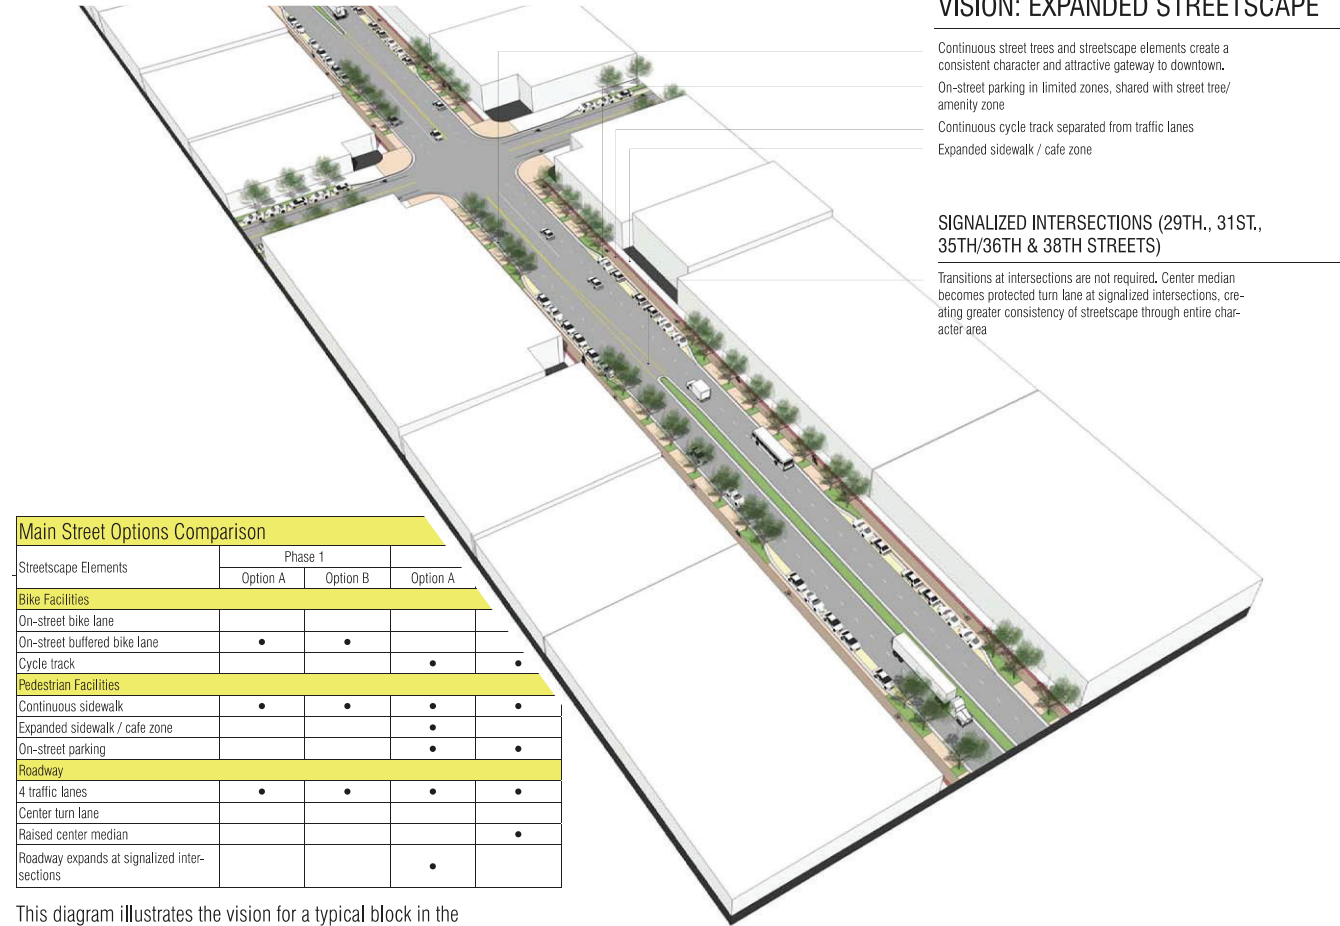 VISION: EXPANDED STREETSCAPE
Continuous street trees and streetscape elements create a
consistent character and attractive gateway to downtown.
On-street parking in limited zones, shared with street tree/
amenity zone
Continuous cycle track separated from traffic lanes
Expanded sidewalk / cafe zone
SIGNALIZED INTERSECTIONS (29TH., 31ST.,
35TH/36TH & 38TH STREETS)
Transitions at intersections are not required. Center median
becomes protected turn lane at signalized intersections, cre-
ating greater consistency of streetscape through entire char-
acter area
Main Street Options Comparison
Streetscape Elements Phase 1
Option A Option B Option A
Bike Facilities
On-street bike lane
On-street buffered bike lane • •
Cycle track • •
Pedestrian Facilities
Continuous sidewalk • • • •
Expanded sidewalk / cafe zone •
On-street parking • •
Roadway
4 traffic lanes • • • •
Center turn lane
Raised center median •
Roadway expands at signalized inter-
sections •
This diagram illustrates the vision for a typical block in the